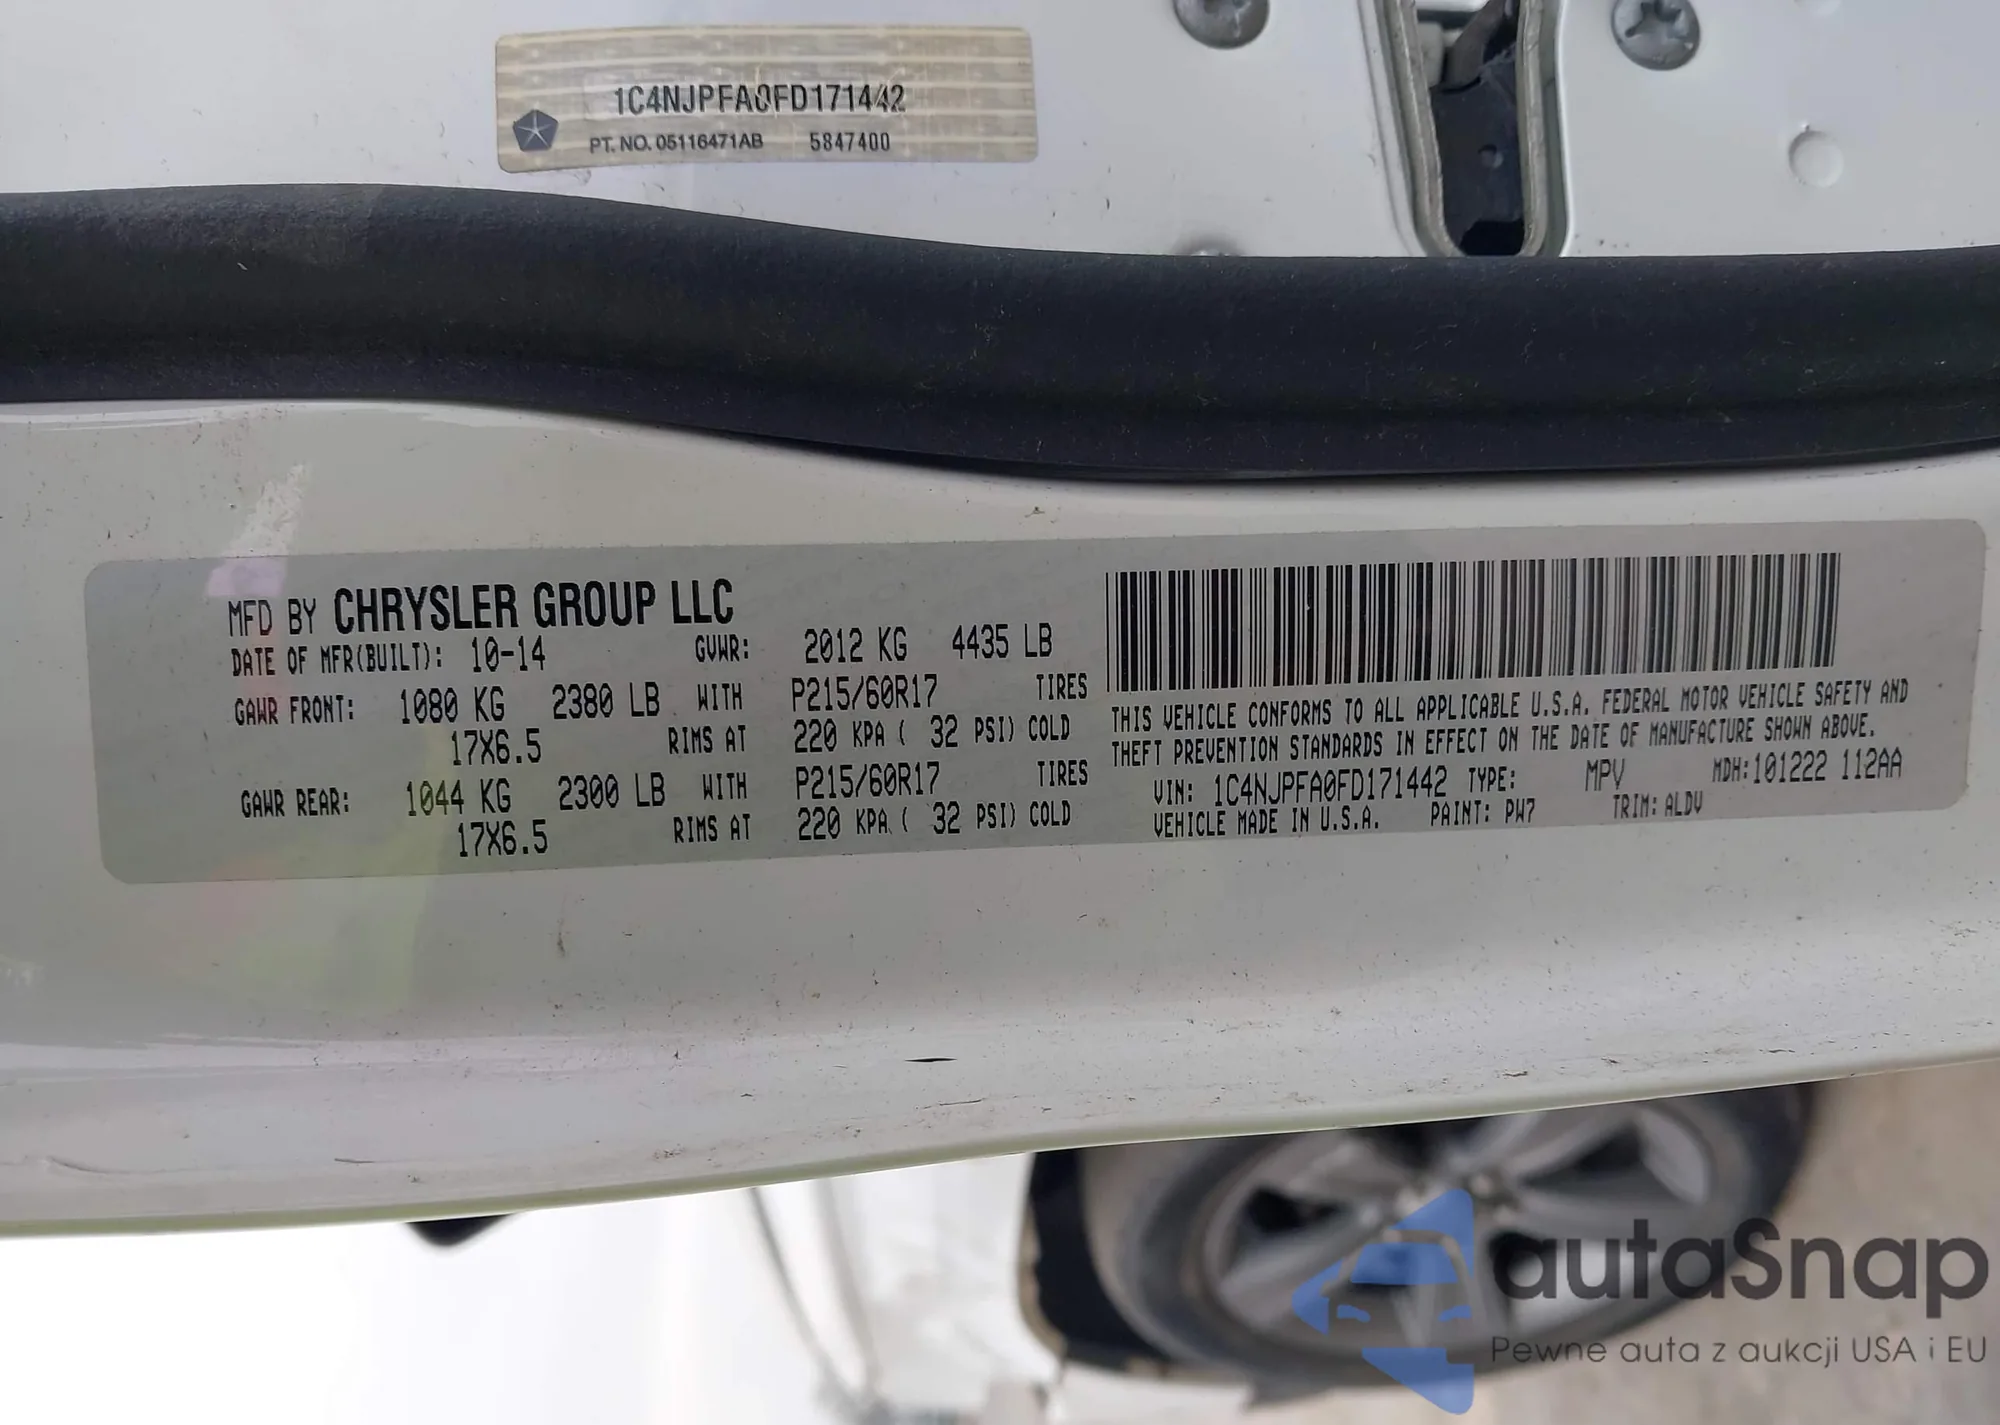 1C4NJPFA0FD171442
PT. NO. 05116471AB 5847400
MFD BY CHRYSLER GROUP LLC
DATE OF MFR(BUILT): 10-14 GVWR: 2012 KG 4435 LB
GAWR FRONT: 1080 KG 2380 LB WITH P215/60R17 TIRES
17X6.5 RIMS AT 220 KPA ( 32 PSI) COLD
GAWR REAR: 1044 KG 2300 LB WITH P215/60R17 TIRES
17X6.5 RIMS AT 220 KPA ( 32 PSI) COLD
THIS VEHICLE CONFORMS TO ALL APPLICABLE U.S.A. FEDERAL MOTOR VEHICLE SAFETY AND
THEFT PREVENTION STANDARDS IN EFFECT ON THE DATE OF MANUFACTURE SHOWN ABOVE.
VIN: 1C4NJPFA0FD171442 TYPE: MPV MDH:101222 112AA
VEHICLE MADE IN U.S.A. PAINT: PW7 TRIM: ALDV
autaSnap
Pewne auta z aukcji USA i EU